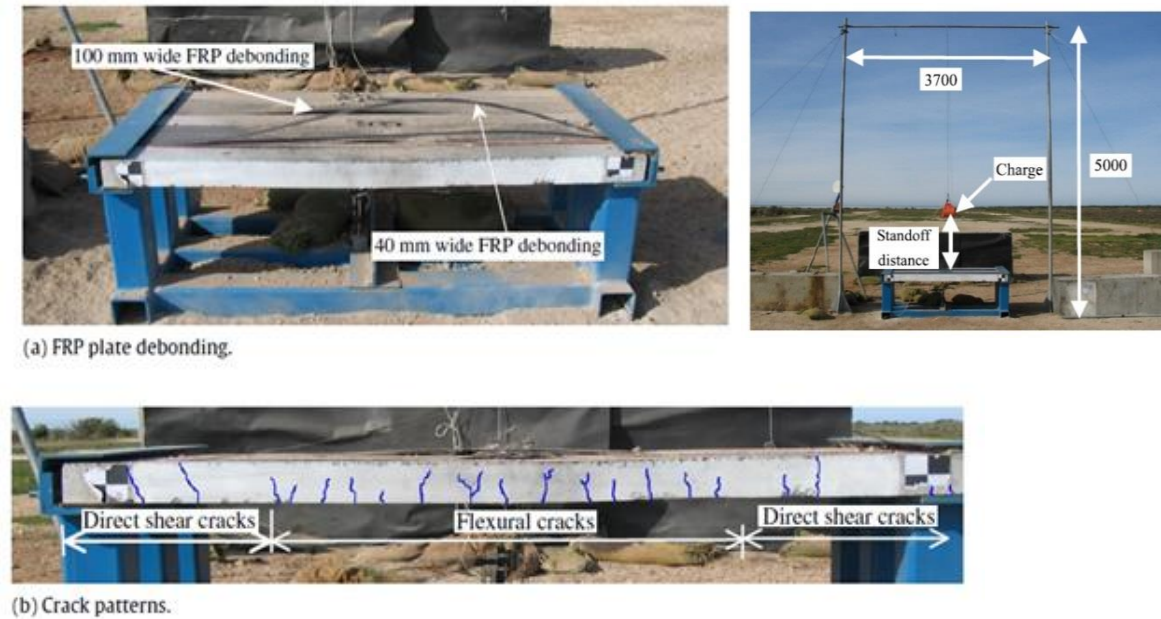 100 mm wide FRP debonding
40 mm wide FRP debonding
(a) FRP plate debonding.
3700
5000
Charge
Standoff
distance
Direct shear cracks
Flexural cracks
Direct shear cracks
(b) Crack patterns.